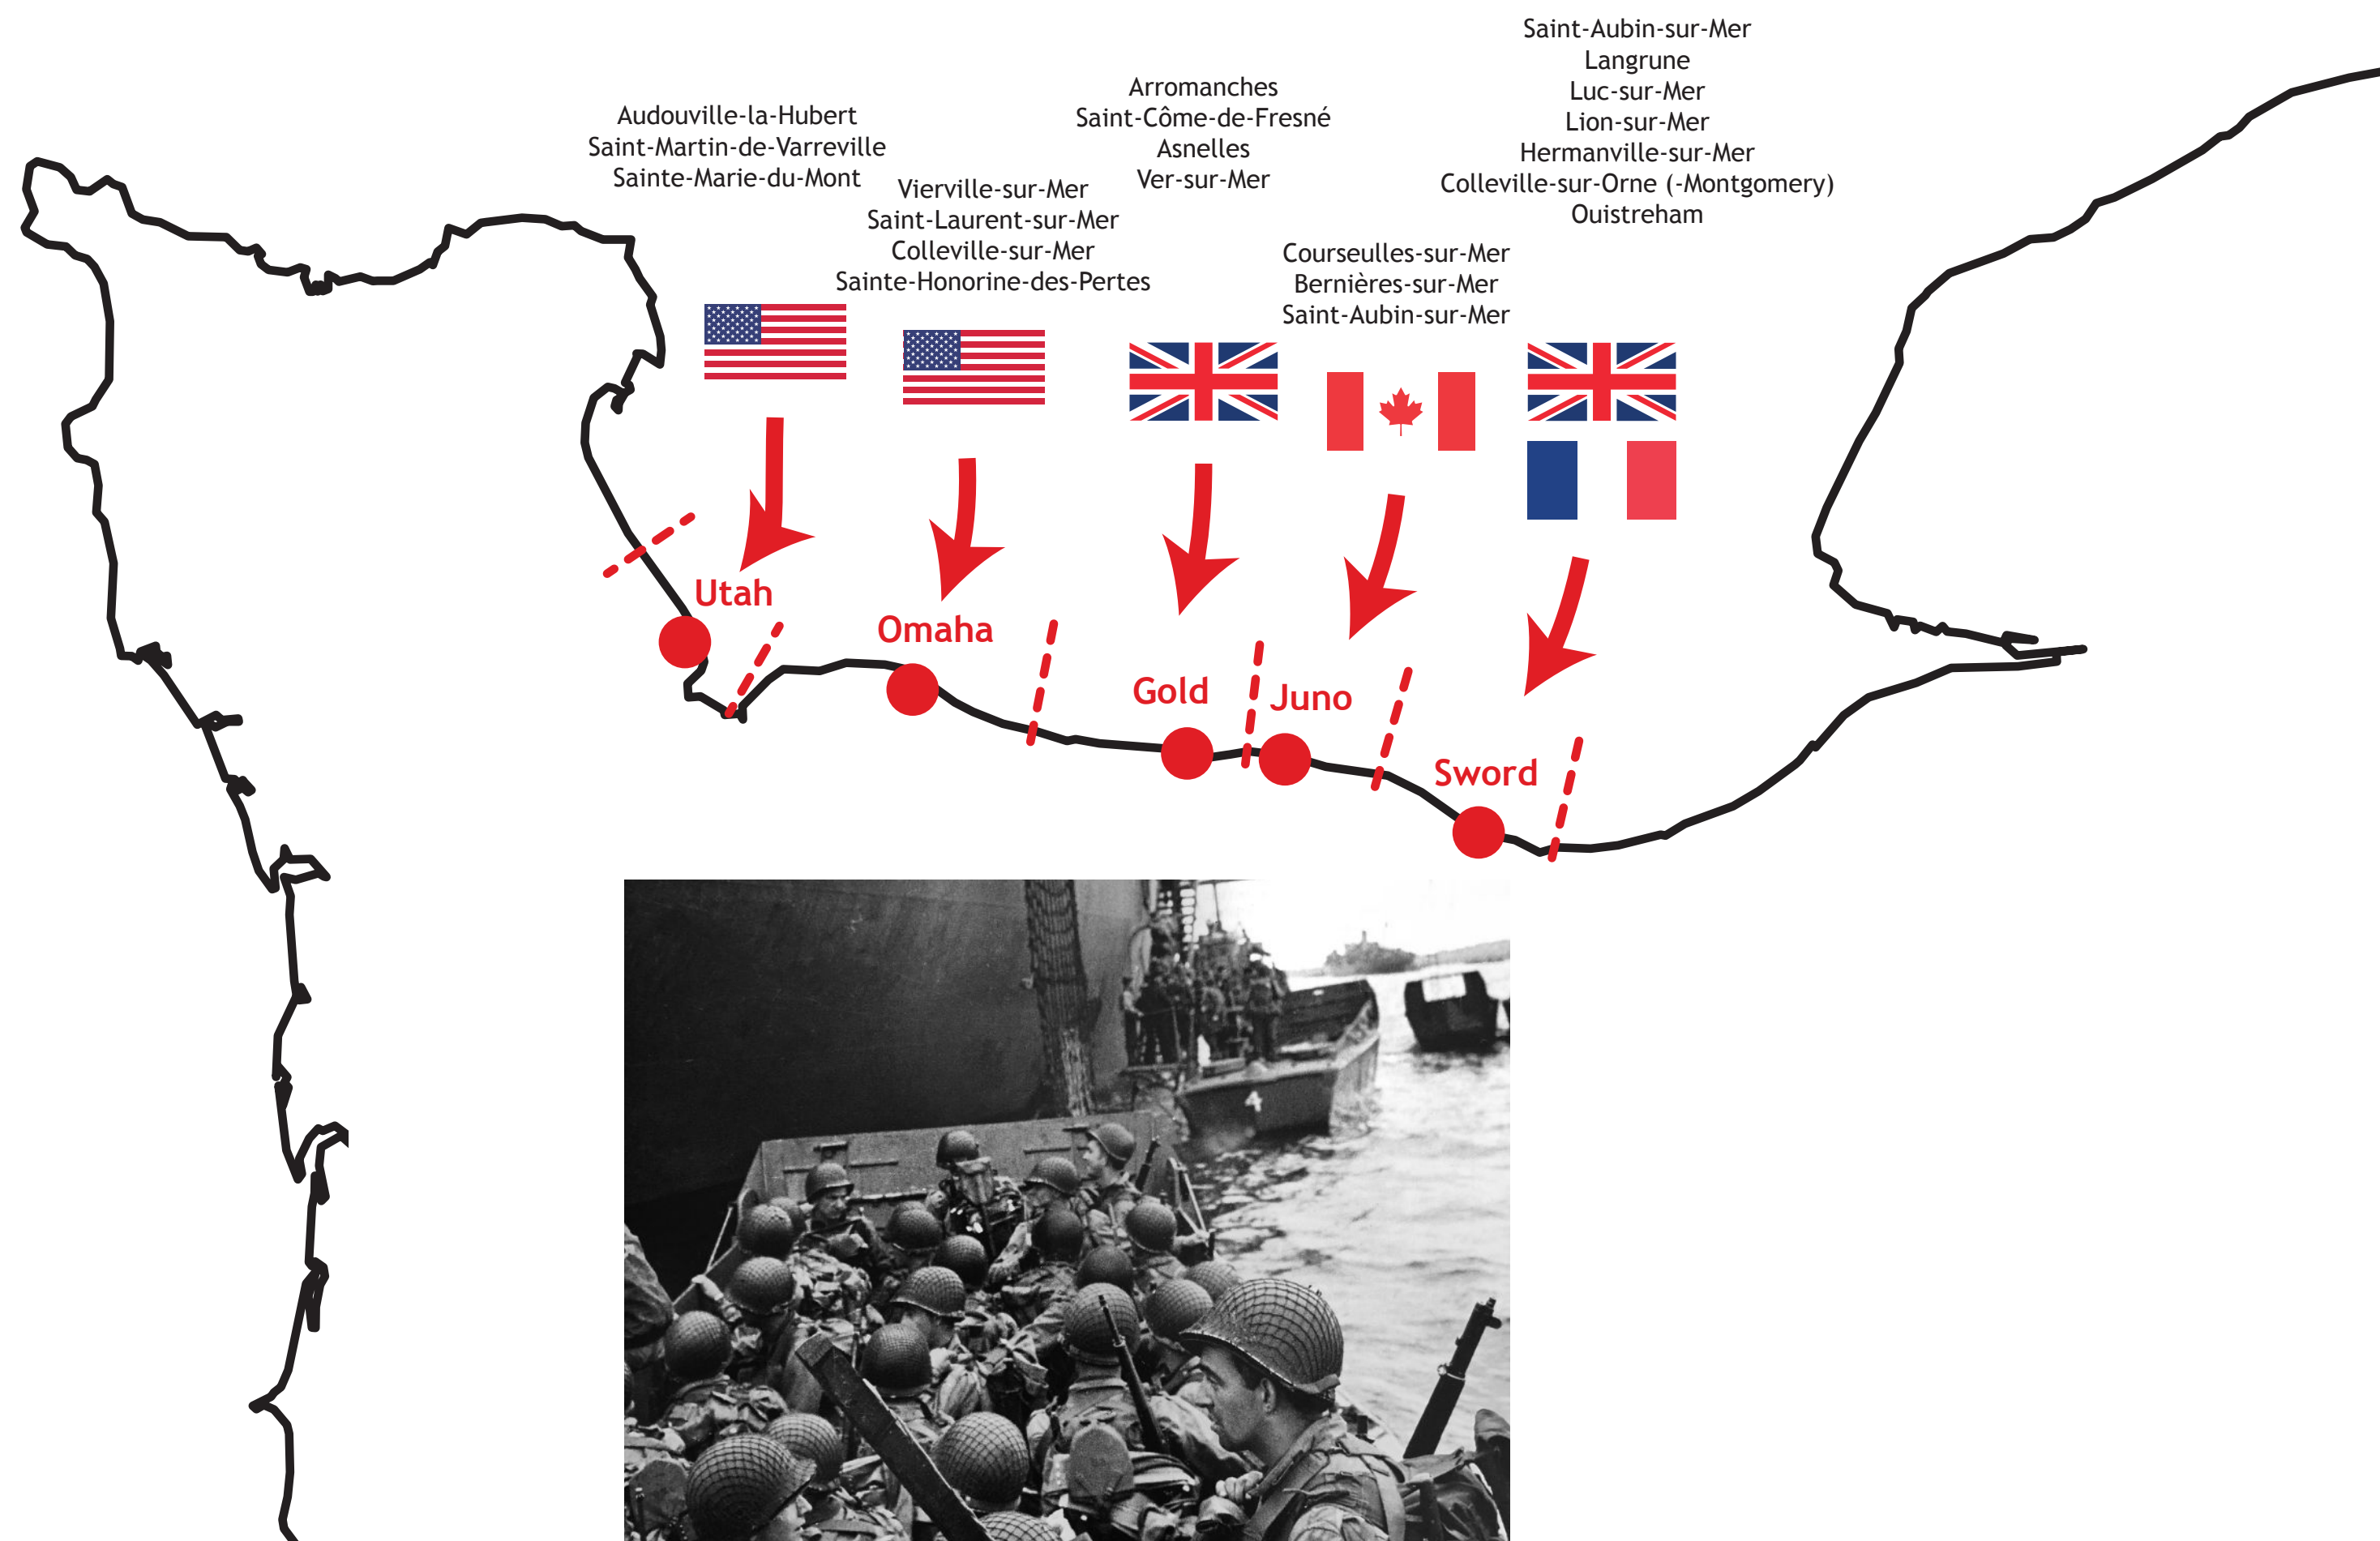 Audouville-la-Hubert
Saint-Martin-de-Varreville
Sainte-Marie-du-Mont
Vierville-sur-Mer
Saint-Laurent-sur-Mer
Colleville-sur-Mer
Sainte-Honorine-des-Pertes
Arromanches
Saint-Côme-de-Fresné
Asnelles
Ver-sur-Mer
Courseulles-sur-Mer
Bernières-sur-Mer
Saint-Aubin-sur-Mer
Saint-Aubin-sur-Mer
Langrune
Luc-sur-Mer
Lion-sur-Mer
Hermanville-sur-Mer
Colleville-sur-Orne (-Montgomery)
Ouistreham
Utah
Omaha
Gold
Juno
Sword
4